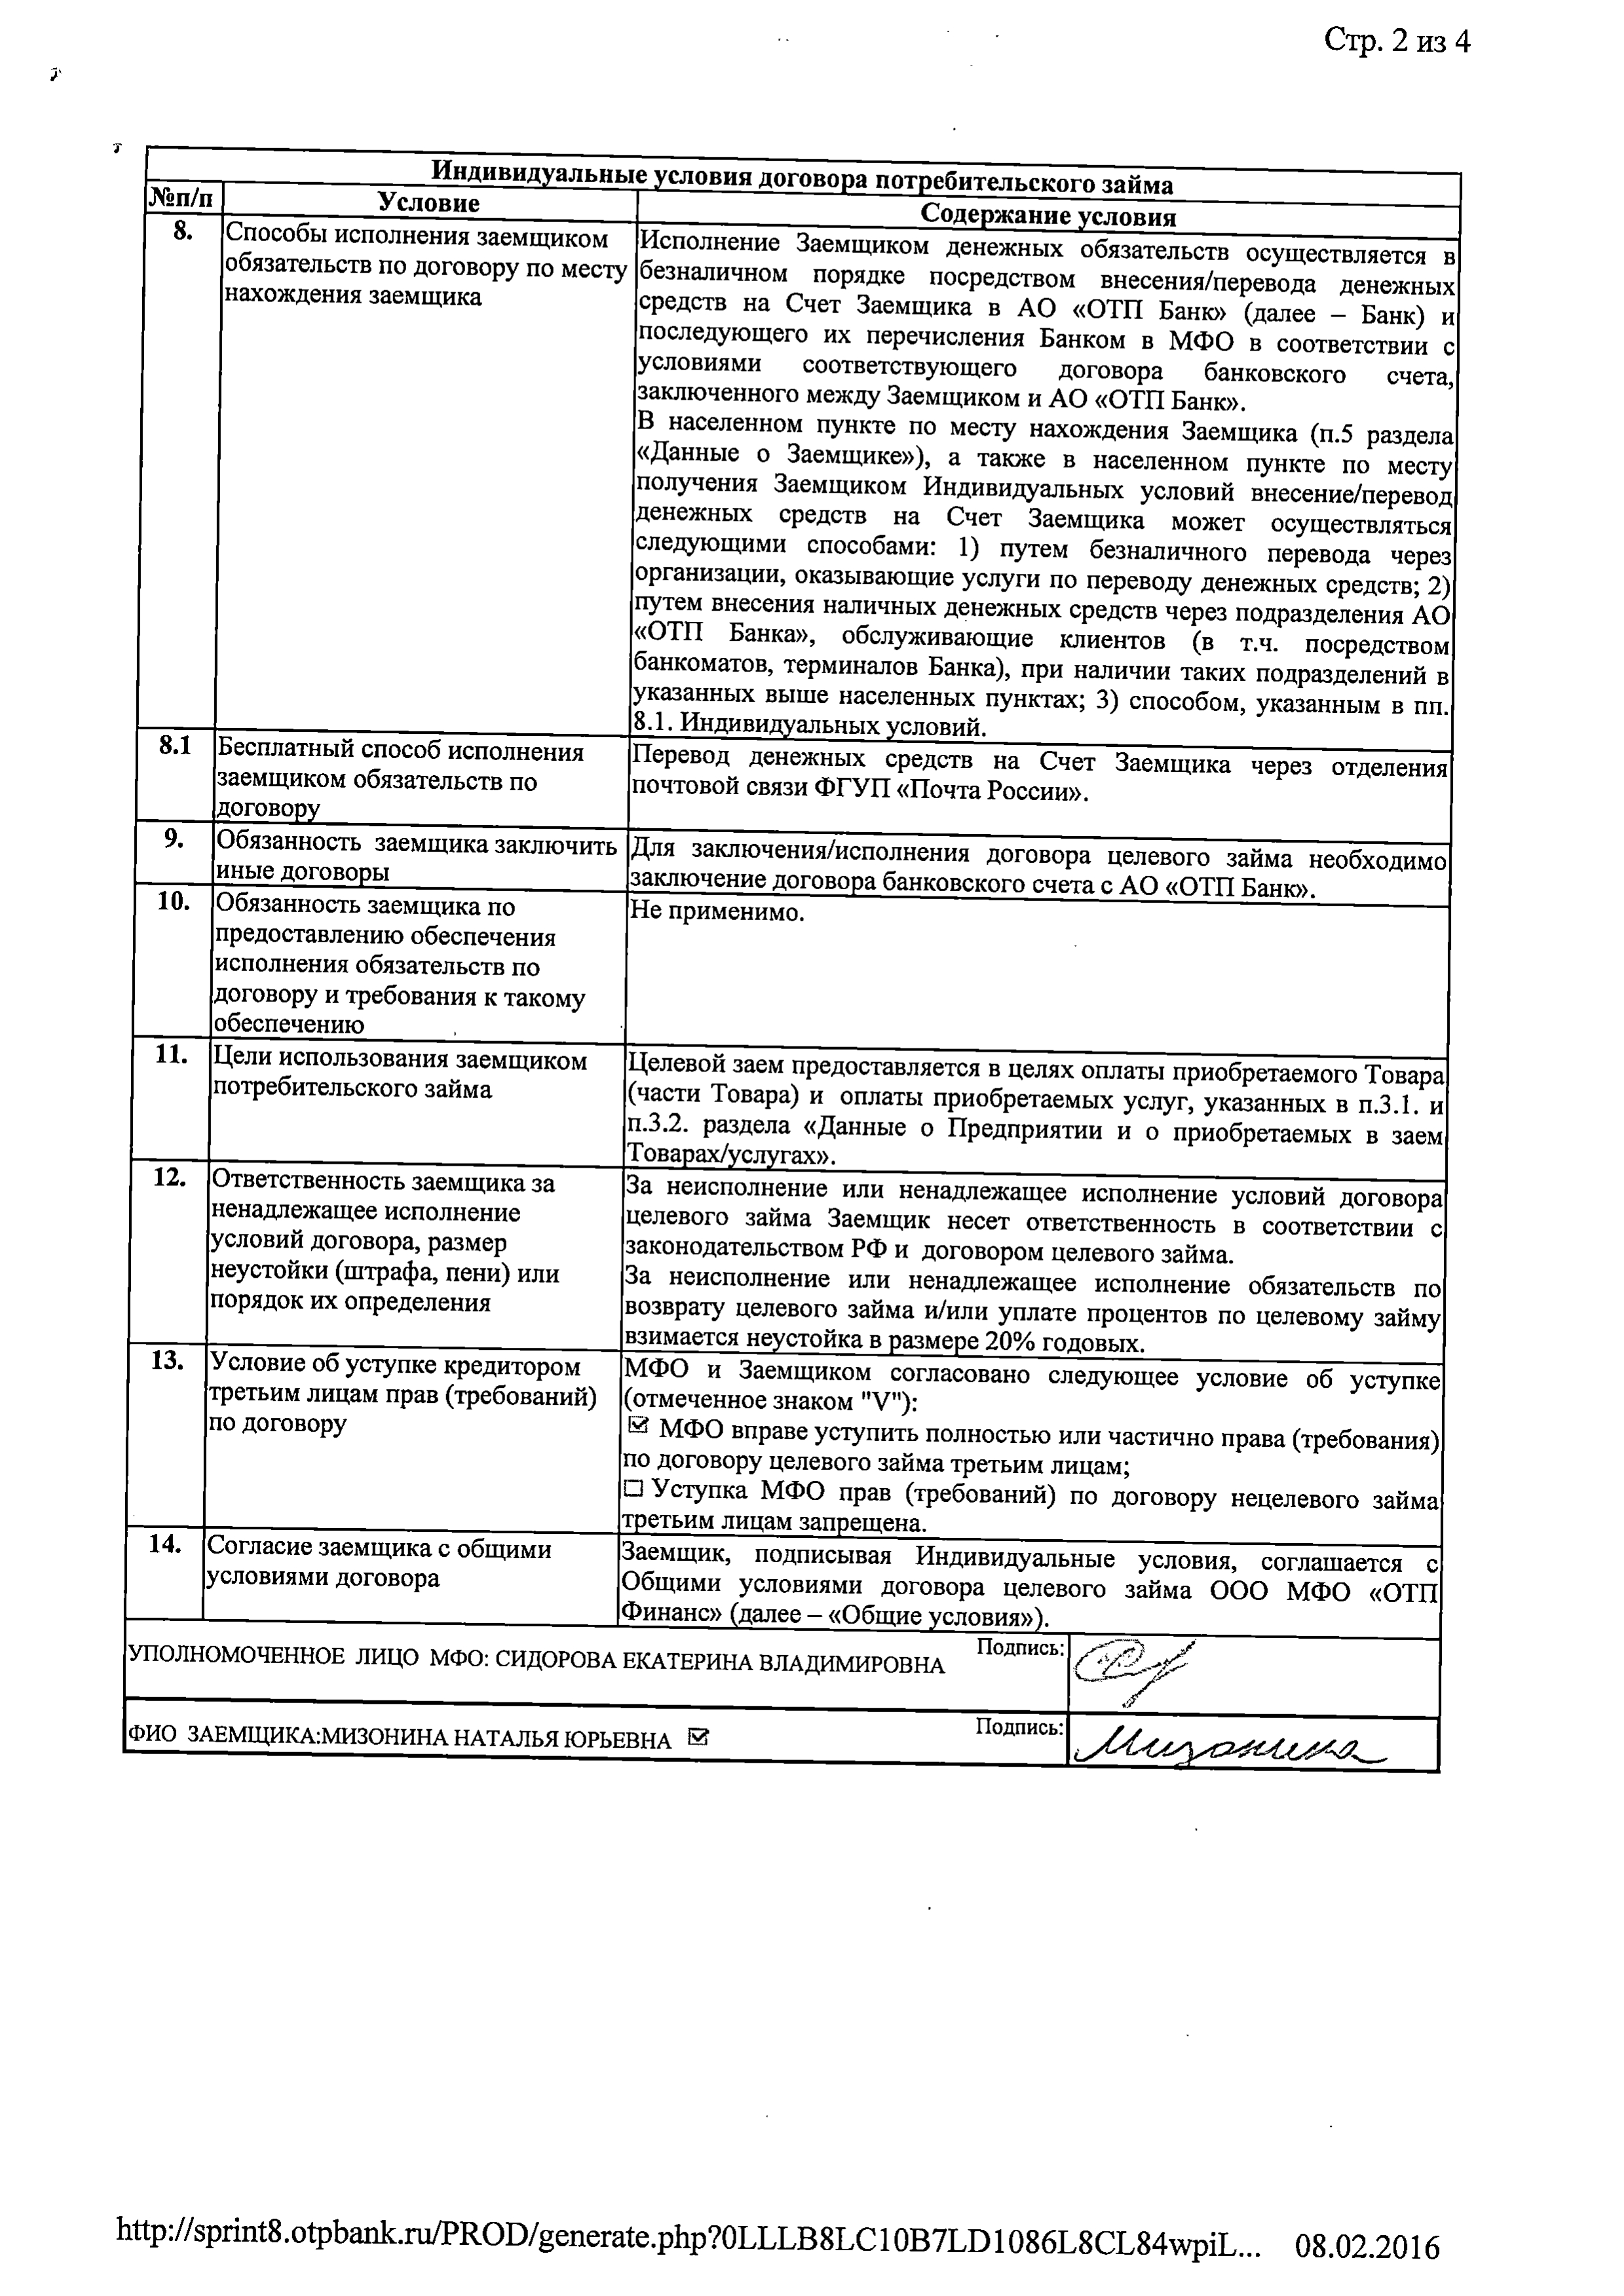 Стр. 2 из 4
Индивидуальные условия договора потребительского займа
№п/п
Условие
Содержание условия
8.
Способы исполнения заемщиком
обязательств по договору по месту
нахождения заемщика
Исполнение Заемщиком денежных обязательств осуществляется в
безналичном порядке посредством внесения/перевода денежных
средств на Счет Заемщика в АО «ОТП Банк» (далее – Банк) и
последующего их перечисления Банком в МФО в соответствии с
условиями соответствующего договора банковского счета,
заключенного между Заемщиком и АО «ОТП Банк».
В населенном пункте по месту нахождения Заемщика (п.5 раздела
«Данные о Заемщике»), а также в населенном пункте по месту
получения Заемщиком Индивидуальных условий внесение/перевод
денежных средств на Счет Заемщика может осуществляться
следующими способами: 1) путем безналичного перевода через
организации, оказывающие услуги по переводу денежных средств; 2)
путем внесения наличных денежных средств через подразделения АО
«ОТП Банка», обслуживающие клиентов (в т.ч. посредством
банкоматов, терминалов Банка), при наличии таких подразделений в
указанных выше населенных пунктах; 3) способом, указанным в пп.
8.1. Индивидуальных условий.
8.1
Бесплатный способ исполнения
заемщиком обязательств по
договору
Перевод денежных средств на Счет Заемщика через отделения
почтовой связи ФГУП «Почта России».
9.
Обязанность заемщика заключить
иные договоры
Для заключения/исполнения договора целевого займа необходимо
заключение договора банковского счета с АО «ОТП Банк».
10.
Обязанность заемщика по
предоставлению обеспечения
исполнения обязательств по
договору и требования к такому
обеспечению
Не применимо.
11.
Цели использования заемщиком
потребительского займа
Целевой заем предоставляется в целях оплаты приобретаемого Товара
(части Товара) и оплаты приобретаемых услуг, указанных в п.3.1. и
п.3.2. раздела «Данные о Предприятии и о приобретаемых в заем
Товарах/услугах».
12.
Ответственность заемщика за
ненадлежащее исполнение
условий договора, размер
неустойки (штрафа, пени) или
порядок их определения
За неисполнение или ненадлежащее исполнение условий договора
целевого займа Заемщик несет ответственность в соответствии с
законодательством РФ и договором целевого займа.
За неисполнение или ненадлежащее исполнение обязательств по
возврату целевого займа и/или уплате процентов по целевому займу
взимается неустойка в размере 20% годовых.
13.
Условие об уступке кредитором
третьим лицам прав (требований)
по договору
МФО и Заемщиком согласовано следующее условие об уступке
(отмеченное знаком "V"):
☑ МФО вправе уступить полностью или частично права (требования)
по договору целевого займа третьим лицам;
☐ Уступка МФО прав (требований) по договору нецелевого займа
третьим лицам запрещена.
14.
Согласие заемщика с общими
условиями договора
Заемщик, подписывая Индивидуальные условия, соглашается с
Общими условиями договора целевого займа ООО МФО «ОТП
Финанс» (далее – «Общие условия»).
УПОЛНОМОЧЕННОЕ ЛИЦО МФО: СИДОРОВА ЕКАТЕРИНА ВЛАДИМИРОВНА
Подпись:
ФИО ЗАЕМЩИКА:МИЗОНИНА НАТАЛЬЯ ЮРЬЕВНА ☑
Подпись:
Мизонина
http://sprint8.otpbank.ru/PROD/generate.php?0LLLB8LC10B7LD1086L8CL84wpiL... 08.02.2016